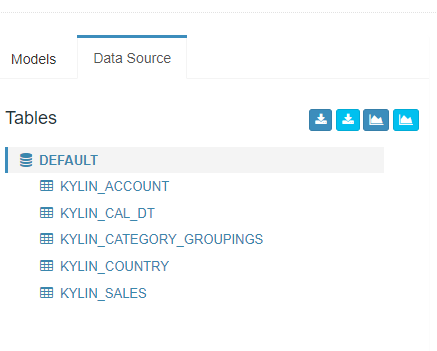 Models
Data Source
Tables
DEFAULT
KYLIN_ACCOUNT
KYLIN_CAL_DT
KYLIN_CATEGORY_GROUPINGS
KYLIN_COUNTRY
KYLIN_SALES